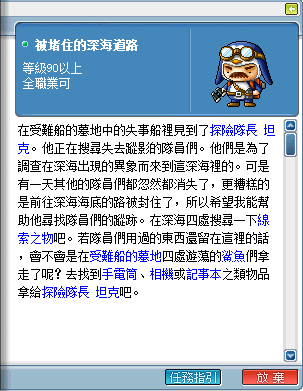 被堵住的深海道路
等級90以上
全職業可
在受難船的墓地中的失事船裡見到了探險隊長 坦
克。他正在搜尋失去蹤影的隊員們。他們是為了
調查在深海出現的異象而來到這深海裡的。可是
有一天其他的隊員們都忽然都消失了，更糟糕的
是前往深海海底的路被封住了，所以希望我能幫
助他尋找隊員們的蹤跡。在深海四處搜尋一下線
索之物吧。若隊員們用過的東西還留在這裡的話
，會不會是在受難船的墓地四處遊蕩的鯊魚們拿
走了呢？去找到手電筒、相機或記事本之類物品
拿給探險隊長 坦克吧。
任務指引
放 棄